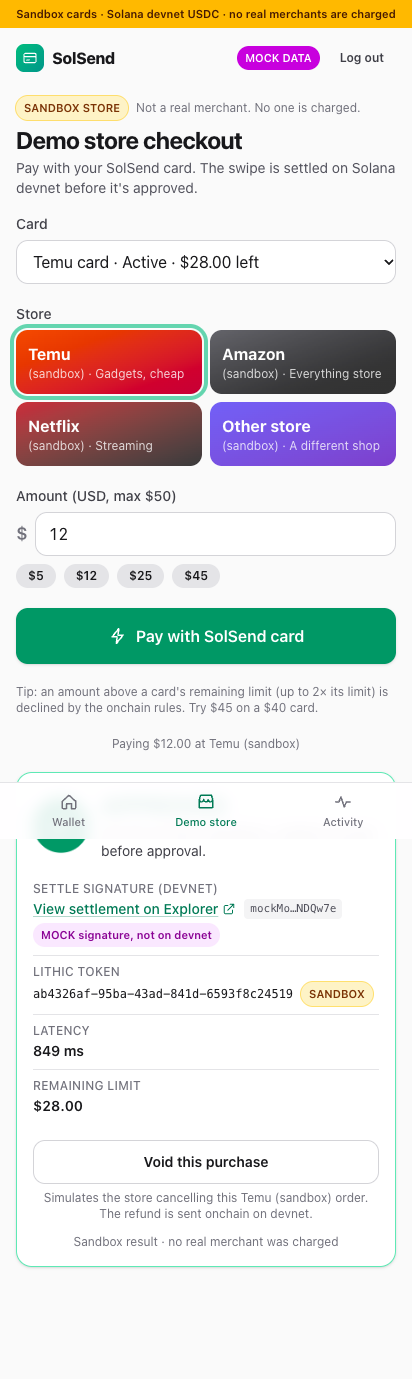 Sandbox cards · Solana devnet USDC · no real merchants are charged
SolSend
MOCK DATA
Log out
SANDBOX STORE
Not a real merchant. No one is charged.
Demo store checkout
Pay with your SolSend card. The swipe is settled on Solana
devnet before it's approved.
Card
Temu card · Active · $28.00 left
Store
Temu
(sandbox) · Gadgets, cheap
Amazon
(sandbox) · Everything store
Netflix
(sandbox) · Streaming
Other store
(sandbox) · A different shop
Amount (USD, max $50)
$
12
$5
$12
$25
$45
Pay with SolSend card
Tip: an amount above a card's remaining limit (up to 2× its limit) is
declined by the onchain rules. Try $45 on a $40 card.
Paying $12.00 at Temu (sandbox)
Wallet
Demo store
Activity
before approval.
SETTLE SIGNATURE (DEVNET)
View settlement on Explorer
mockMo…NDQw7e
MOCK signature, not on devnet
LITHIC TOKEN
ab4326af-95ba-43ad-841d-6593f8c24519
SANDBOX
LATENCY
849 ms
REMAINING LIMIT
$28.00
Void this purchase
Simulates the store cancelling this Temu (sandbox) order.
The refund is sent onchain on devnet.
Sandbox result · no real merchant was charged